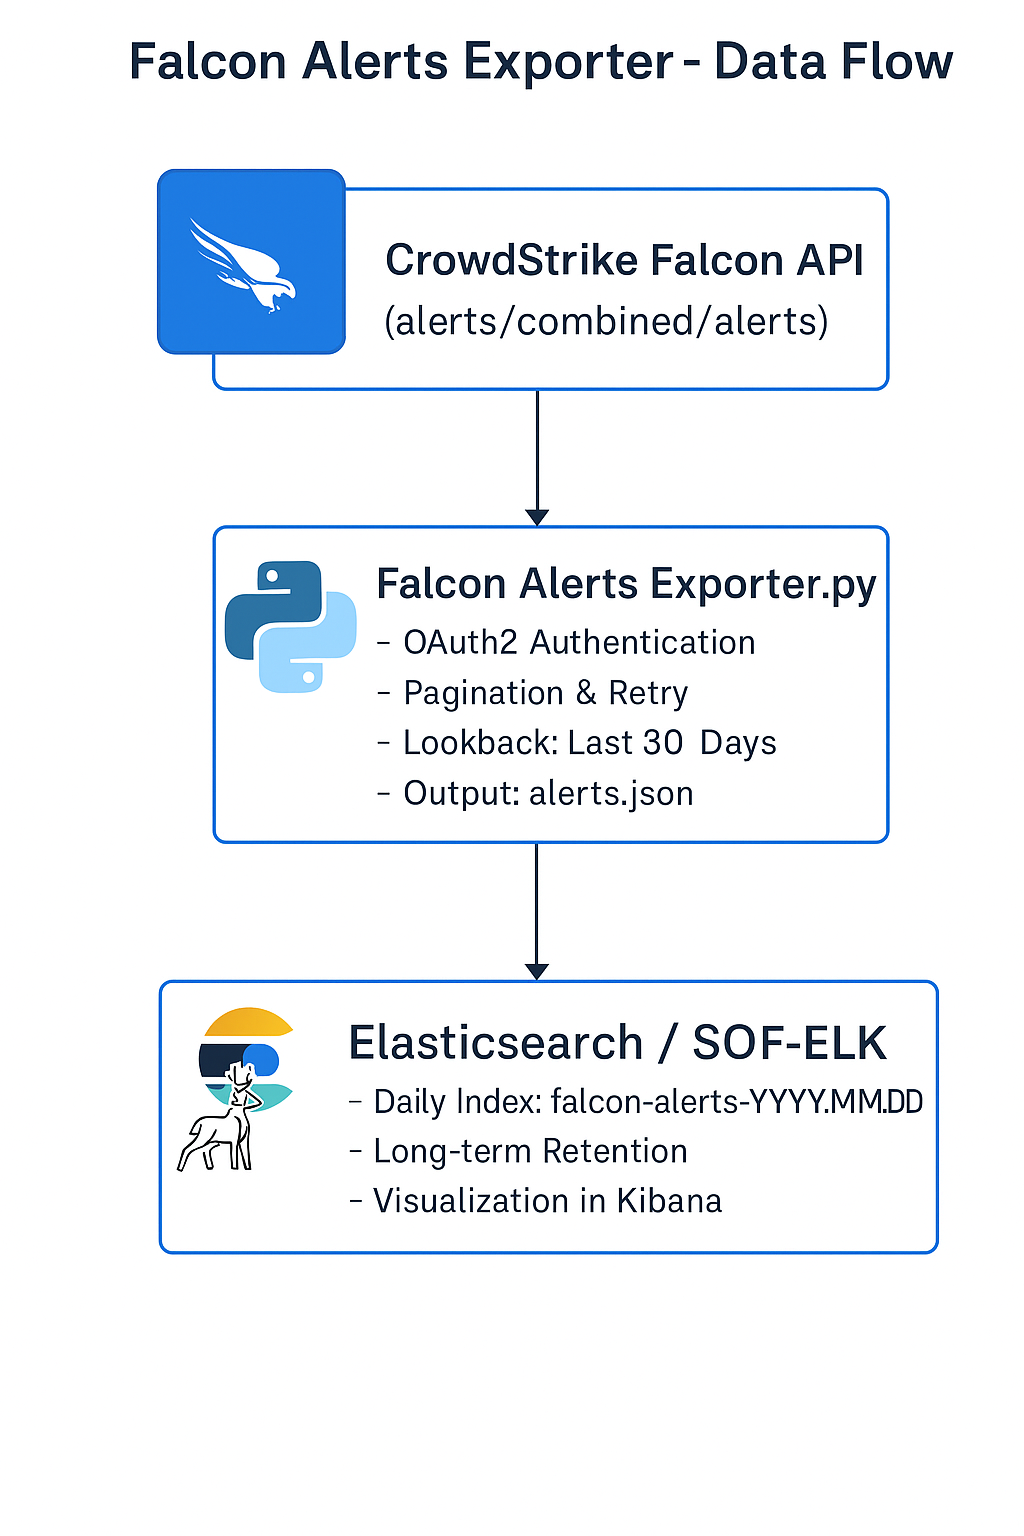 Falcon Alerts Exporter - Data Flow
CrowdStrike Falcon API
(alerts/combined/alerts)
Falcon Alerts Exporter.py
- OAuth2 Authentication
- Pagination & Retry
- Lookback: Last 30 Days
- Output: alerts.json
Elasticsearch / SOF-ELK
- Daily Index: falcon-alerts-YYYY.MM.DD
- Long-term Retention
- Visualization in Kibana